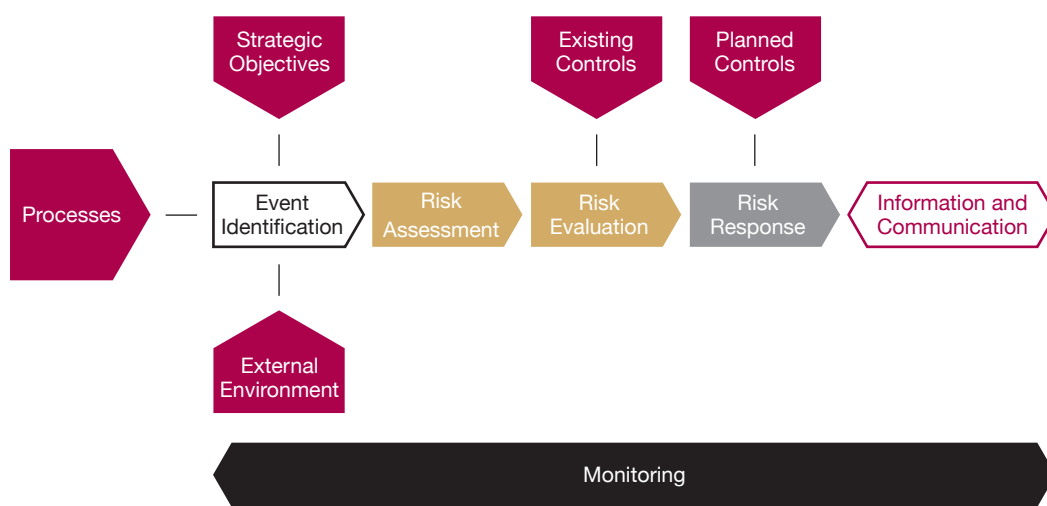 Strategic
Objectives
Existing
Controls
Planned
Controls
Processes
Event
Identification
Risk
Assessment
Risk
Evaluation
Risk
Response
Information and
Communication
External
Environment
Monitoring